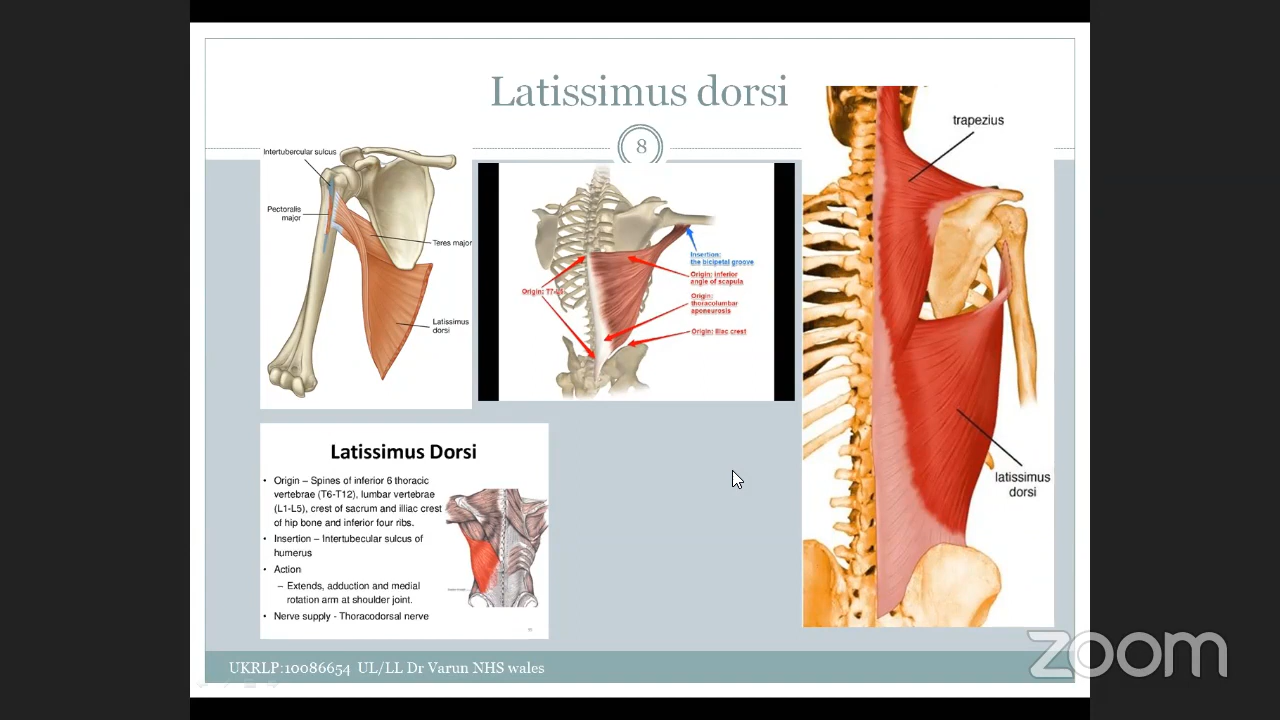 Latissimus dorsi
8
Intertubercular sulcus
Pectoralis
major
Teres major
Latissimus
dorsi
Insertion:
the bicipetal groove
Origin: inferior
angle of scapula
Origin:
thoracolumbar
aponeurosis
Origin: iliac crest
trapezius
latissimus
dorsi
Latissimus Dorsi
• Origin – Spines of inferior 6 thoracic
vertebrae (T6-T12), lumbar vertebrae
(L1-L5), crest of sacrum and illiac crest
of hip bone and inferior four ribs.
• Insertion – Intertubecular sulcus of
humerus
• Action
– Extends, adduction and medial
rotation arm at shoulder joint.
• Nerve supply - Thoracodorsal nerve
UKRLP:10086654 UL/LL Dr Varun NHS wales
zoom